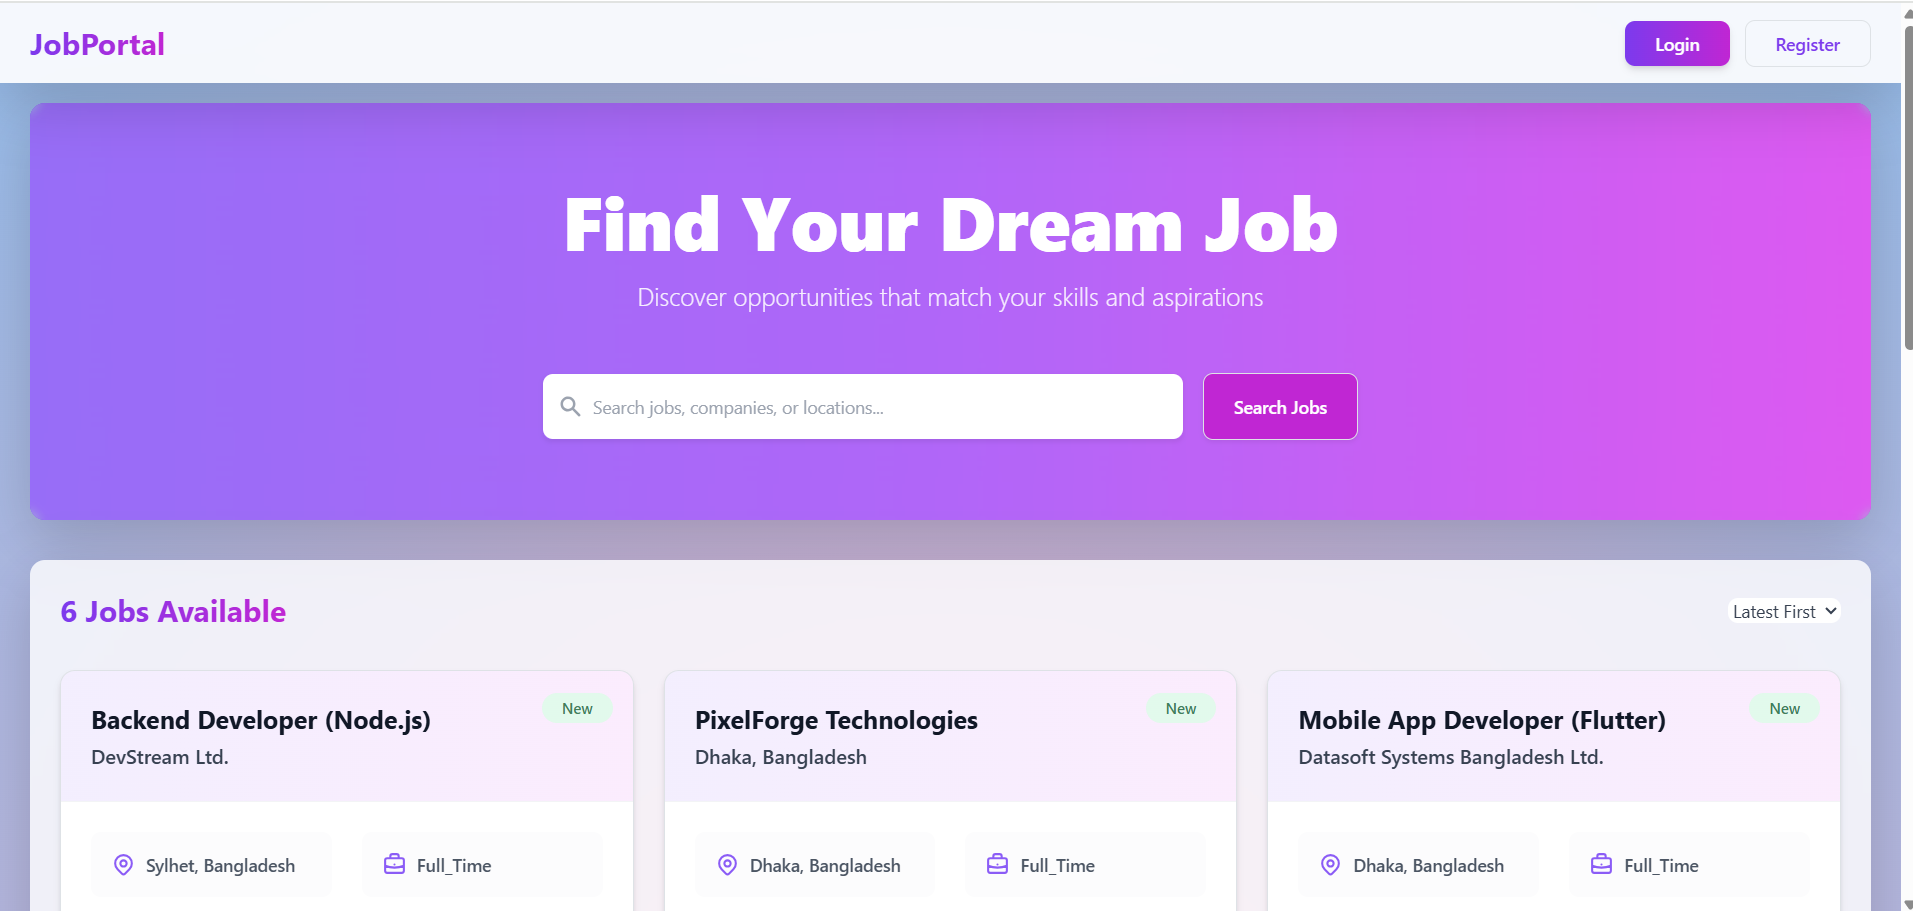 JobPortal
Login
Register
Find Your Dream Job
Discover opportunities that match your skills and aspirations
Search jobs, companies, or locations...
Search Jobs
6 Jobs Available
Latest First
Backend Developer (Node.js)
New
DevStream Ltd.
Sylhet, Bangladesh
Full_Time
PixelForge Technologies
New
Dhaka, Bangladesh
Dhaka, Bangladesh
Full_Time
Mobile App Developer (Flutter)
New
Datasoft Systems Bangladesh Ltd.
Dhaka, Bangladesh
Full_Time